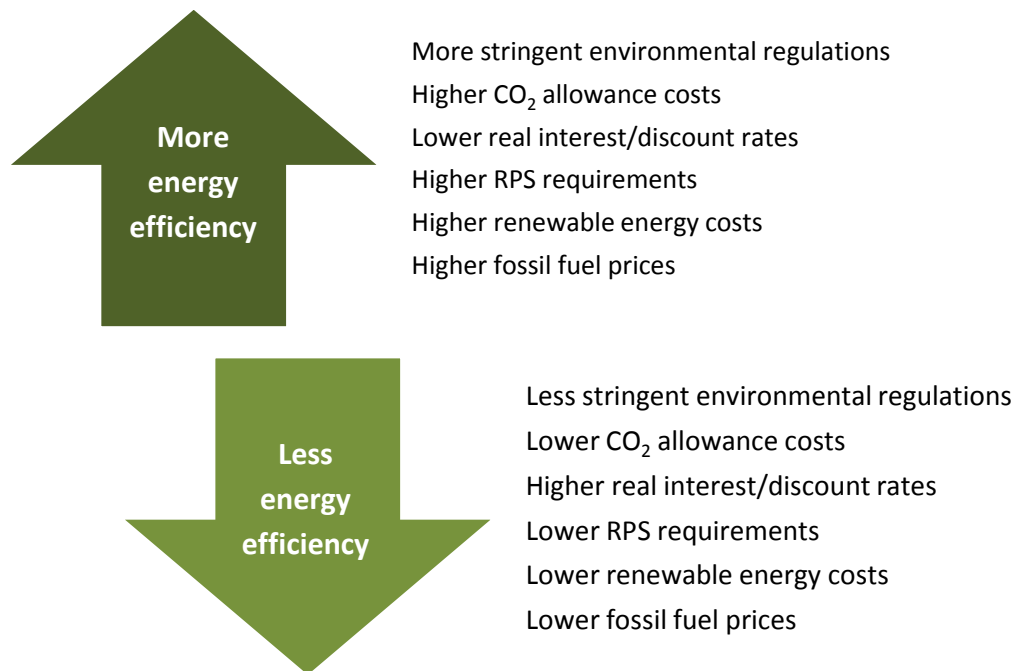 More
energy
efficiency
More stringent environmental regulations
Higher CO₂ allowance costs
Lower real interest/discount rates
Higher RPS requirements
Higher renewable energy costs
Higher fossil fuel prices
Less
energy
efficiency
Less stringent environmental regulations
Lower CO₂ allowance costs
Higher real interest/discount rates
Lower RPS requirements
Lower renewable energy costs
Lower fossil fuel prices